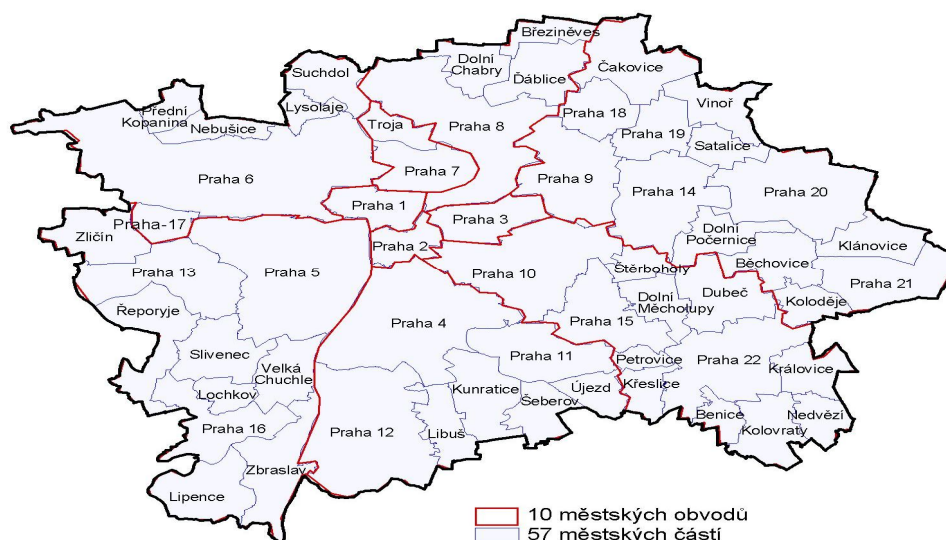 Březiněves
Dolní
Chabry
Ďáblice
Čakovice
Suchdol
Lysolaje
Vinoř
Přední
Kopanina
Nebušice
Troja
Praha 8
Praha 18
Praha 19
Satalice
Praha 6
Praha 7
Praha 9
Praha 14
Praha 20
Praha 1
Praha 3
Praha-17
Zličín
Praha 2
Dolní
Počernice
Klánovice
Běchovice
Praha 13
Praha 5
Praha 10
Štěrboholy
Praha 21
Řeporyje
Dolní
Měcholupy
Dubeč
Koloděje
Praha 4
Praha 15
Slivenec
Velká
Chuchle
Praha 11
Petrovice
Praha 22
Královice
Lochkov
Kunratice
Šeberov
Újezd
Křeslice
Praha 16
Praha 12
Libuš
Benice
Nedvězí
Kolovraty
Zbraslav
Lipence
10 městských obvodů
57 městských částí